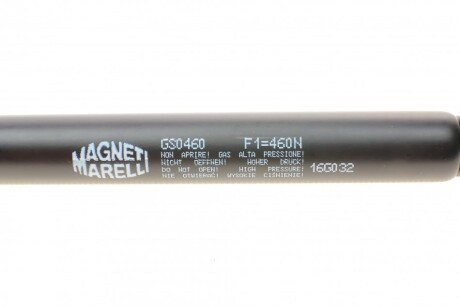 MAGNETI
MARELLI
GS0460 F1=460N
NON APRIRE! GAS ALTA PRESSIONE!
NICHT OEFFNEN! HOHER DRUCK!
DO NOT OPEN! HIGH PRESSURE!
NIE OTWIERAĆ! WYSOKIE CIŚNIENIE!
16G032